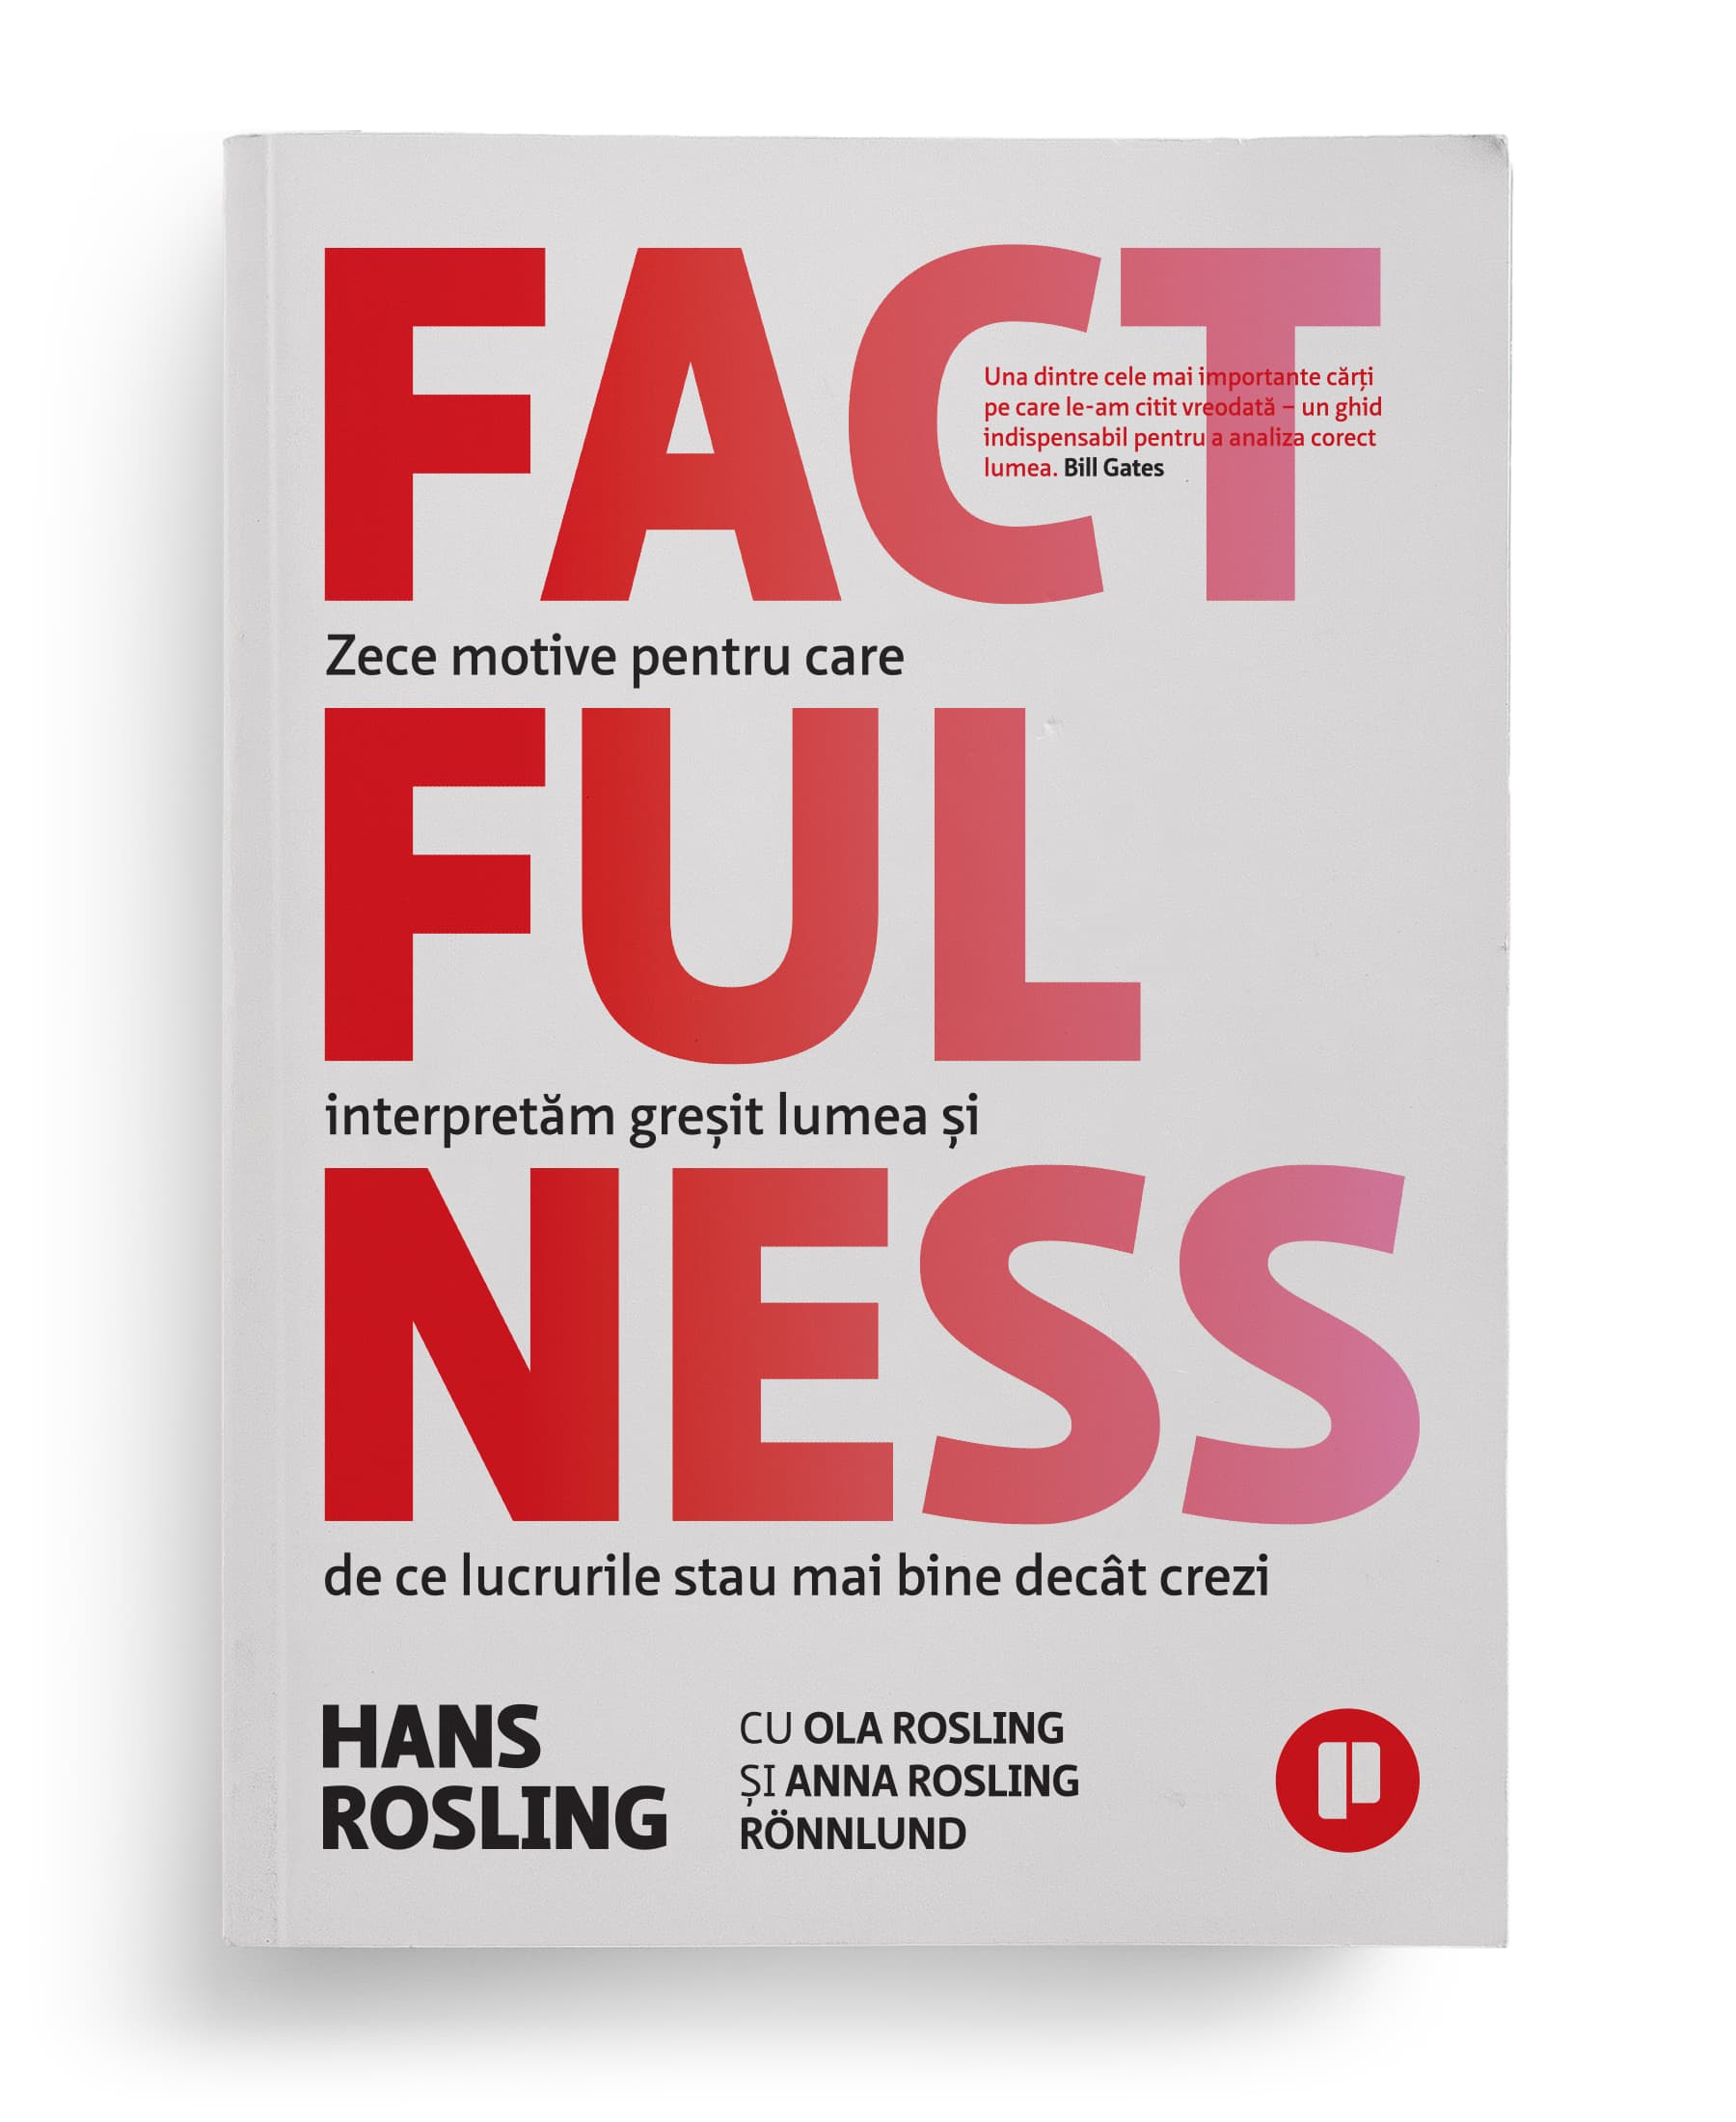 FACT
Una dintre cele mai importante cărți
pe care le-am citit vreodată – un ghid
indispensabil pentru a analiza corect
lumea. Bill Gates
Zece motive pentru care
FUL
interpretăm greșit lumea și
NESS
de ce lucrurile stau mai bine decât crezi
HANS
ROSLING
CU OLA ROSLING
ȘI ANNA ROSLING
RÖNNLUND